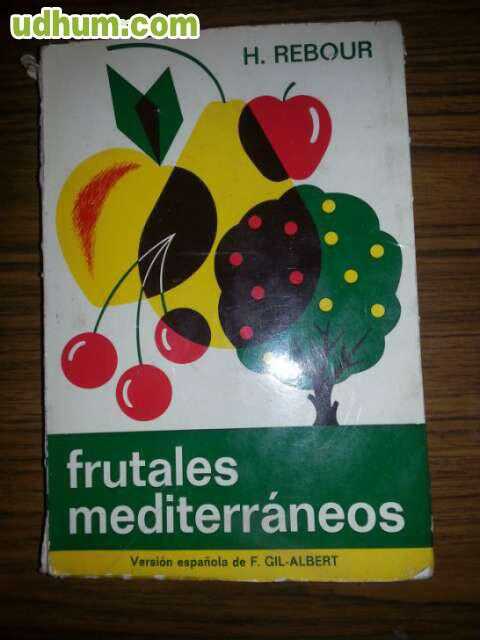 udhum.com
H. REBOUR
frutales
mediterráneos
Versión española de F. GIL-ALBERT